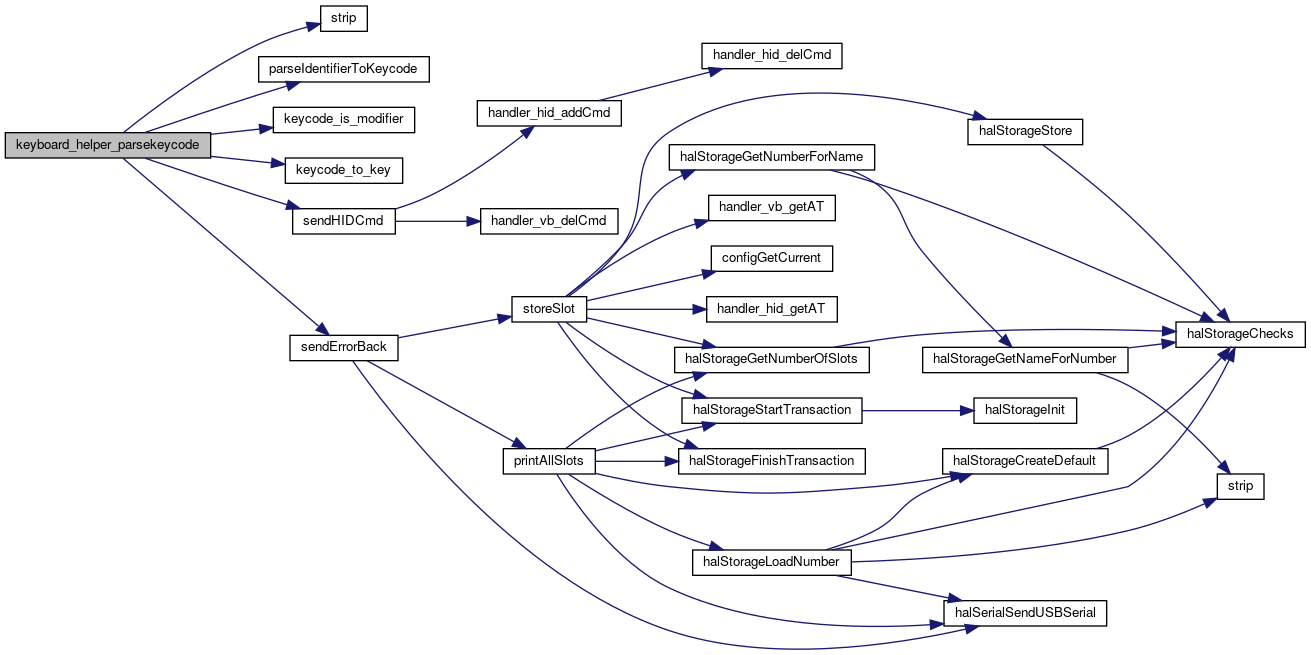 strip
parseIdentifierToKeycode
keycode_is_modifier
keyboard_helper_parsekeycode
keycode_to_key
sendHIDCmd
sendErrorBack
handler_hid_addCmd
handler_vb_delCmd
storeSlot
printAllSlots
handler_hid_delCmd
halStorageGetNumberForName
handler_vb_getAT
configGetCurrent
handler_hid_getAT
halStorageGetNumberOfSlots
halStorageStartTransaction
halStorageFinishTransaction
halStorageLoadNumber
halStorageStore
halStorageGetNameForNumber
halStorageInit
halStorageCreateDefault
halSerialSendUSBSerial
halStorageChecks
strip